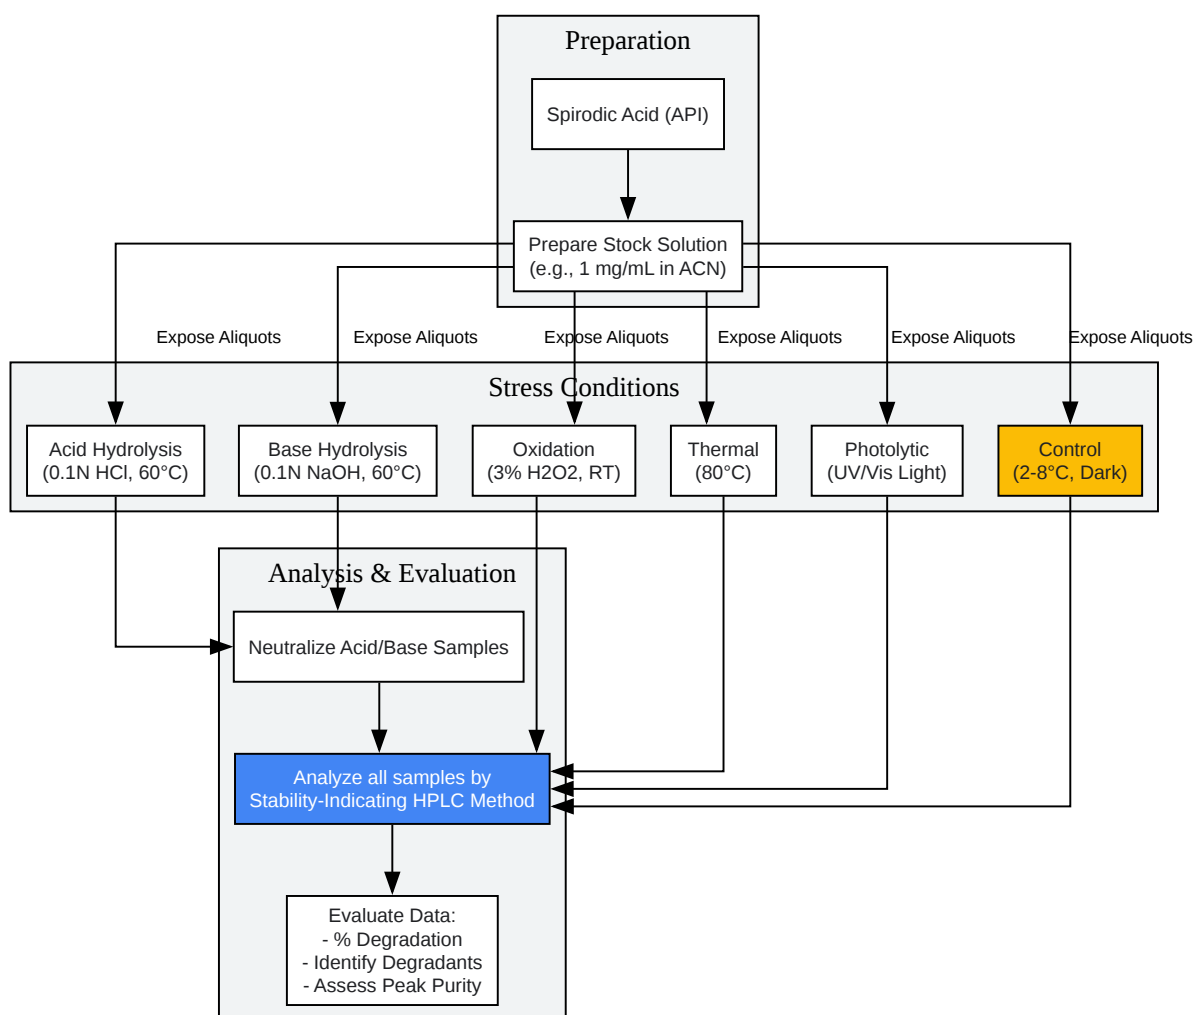 Preparation
Spirodic Acid (API)
Prepare Stock Solution
(e.g., 1 mg/mL in ACN)
Expose Aliquots
Expose Aliquots
Expose Aliquots
Expose Aliquots
Expose Aliquots
Expose Aliquots
Stress Conditions
Acid Hydrolysis
(0.1N HCl, 60°C)
Base Hydrolysis
(0.1N NaOH, 60°C)
Oxidation
(3% H2O2, RT)
Thermal
(80°C)
Photolytic
(UV/Vis Light)
Control
(2-8°C, Dark)
Analysis & Evaluation
Neutralize Acid/Base Samples
Analyze all samples by
Stability-Indicating HPLC Method
Evaluate Data:
- % Degradation
- Identify Degradants
- Assess Peak Purity